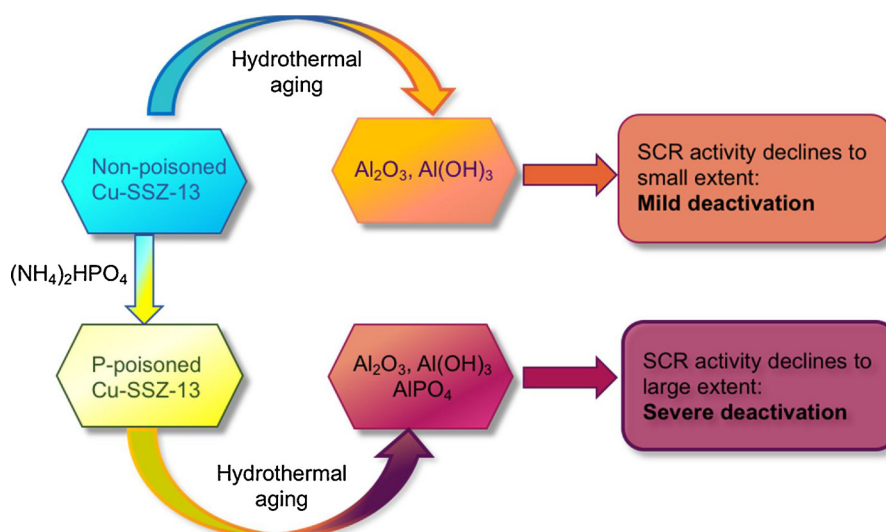 Hydrothermal
aging
Non-poisoned
Cu-SSZ-13
Al₂O₃, Al(OH)₃
SCR activity declines to
small extent:
Mild deactivation
(NH₄)₂HPO₄
P-poisoned
Cu-SSZ-13
Al₂O₃, Al(OH)₃
AlPO₄
SCR activity declines to
large extent:
Severe deactivation
Hydrothermal
aging